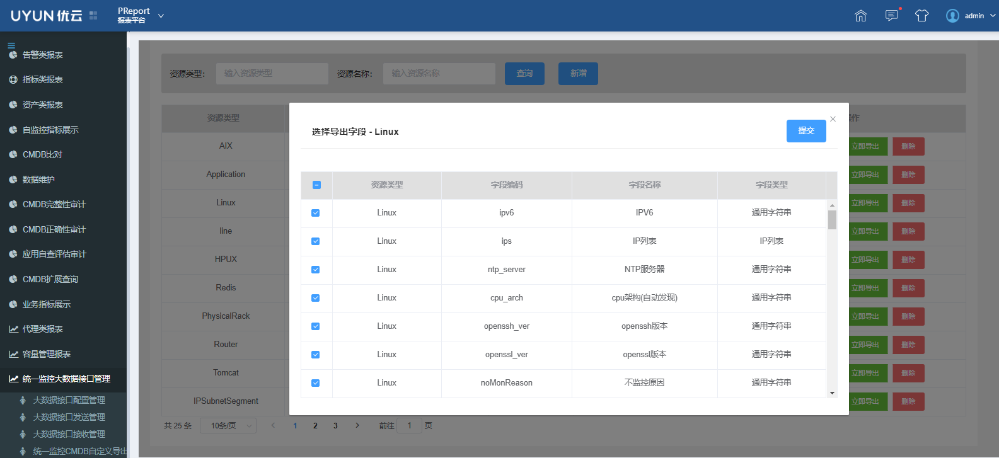 UYUN 优云
PReport
报表平台
admin
告警类报表
指标类报表
资产类报表
自监控指标展示
CMDB比对
数据维护
CMDB完整性审计
CMDB正确性审计
应用自查评估审计
CMDB扩展查询
业务指标展示
代理类报表
容量管理报表
统一监控大数据接口管理
大数据接口配置管理
大数据接口发送管理
大数据接口接收管理
统一监控CMDB自定义导出
资源类型: 输入资源类型 资源名称: 输入资源名称 查询 新增
资源类型
AIX
Application
Linux
line
HPUX
Redis
PhysicalRack
Router
Tomcat
IPSubnetSegment
共 25 条 10条/页 1 2 3 前往 1 页
选择导出字段 - Linux 提交
资源类型 字段编码 字段名称 字段类型
Linux ipv6 IPV6 通用字符串
Linux ips IP列表 IP列表
Linux ntp_server NTP服务器 通用字符串
Linux cpu_arch cpu架构(自动发现) 通用字符串
Linux openssh_ver openssh版本 通用字符串
Linux openssl_ver openssl版本 通用字符串
Linux noMonReason 不监控原因 通用字符串
作
立即导出 删除
立即导出 删除
立即导出 删除
立即导出 删除
立即导出 删除
立即导出 删除
立即导出 删除
立即导出 删除
立即导出 删除
立即导出 删除